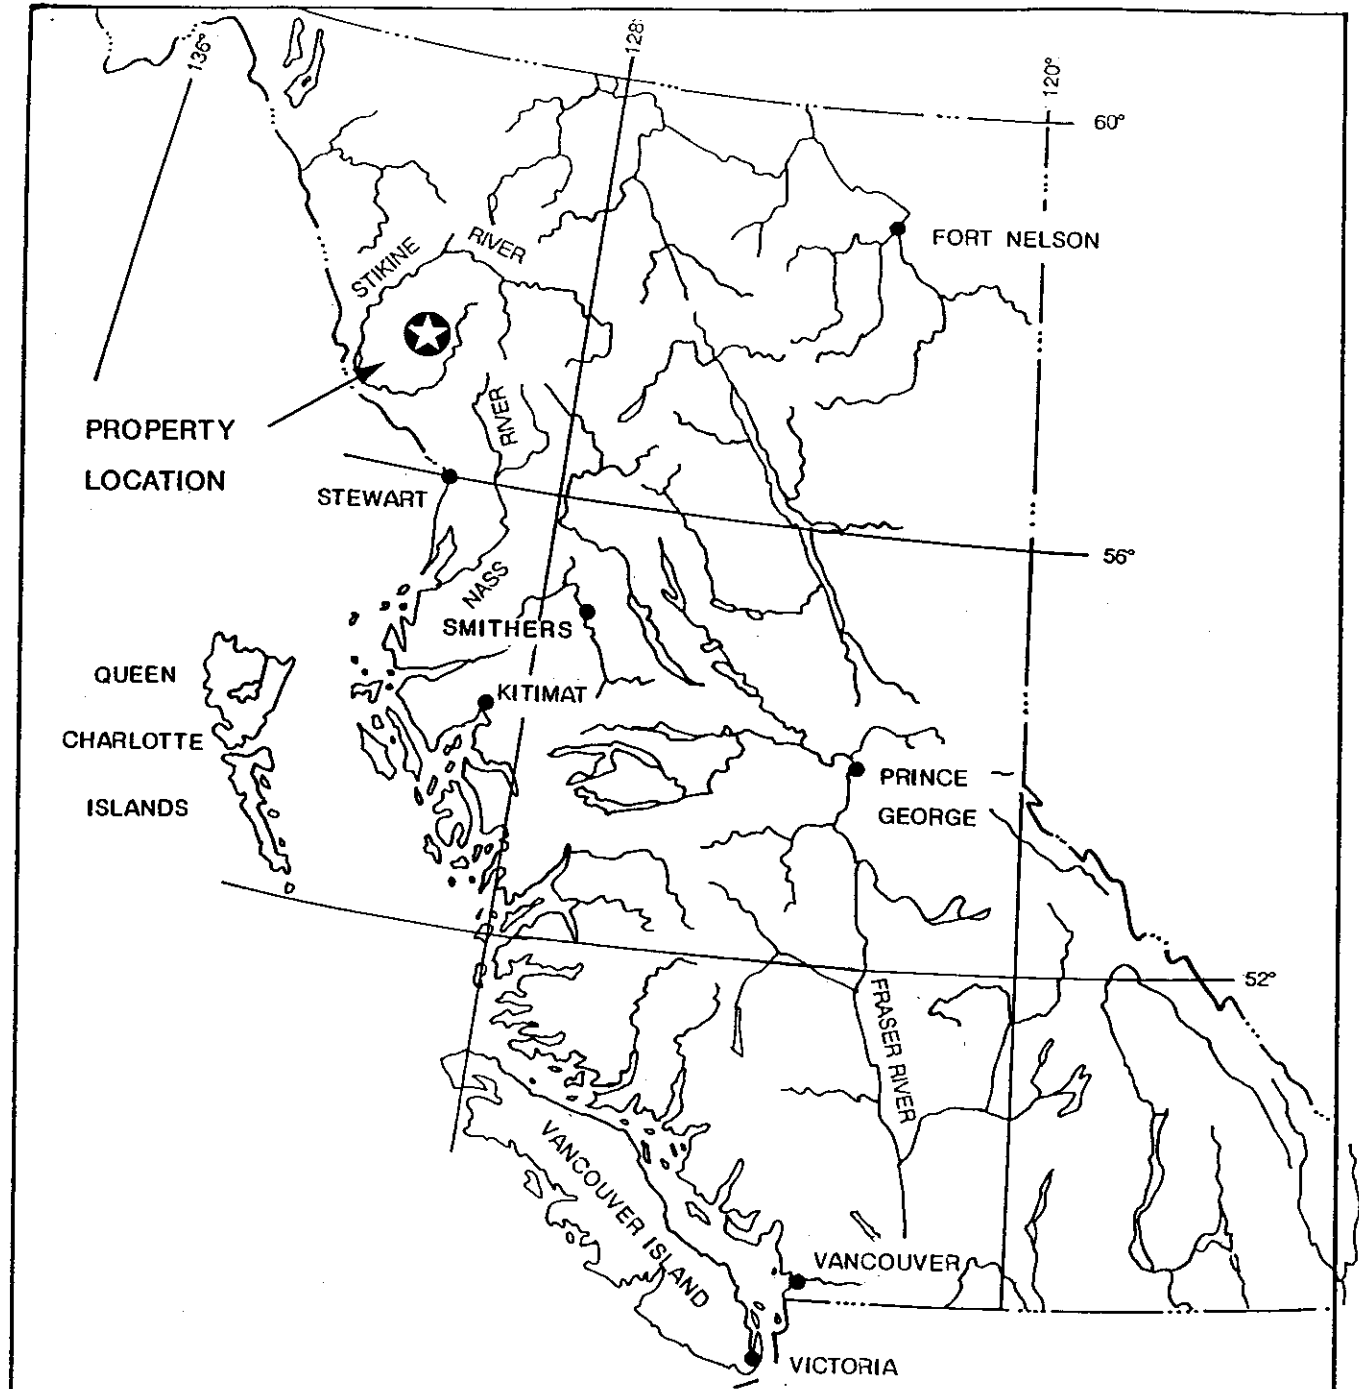 136°
128°
120°
60°
FORT NELSON
STIKINE
RIVER
PROPERTY
LOCATION
RIVER
STEWART
56°
NASS
SMITHERS
QUEEN
CHARLOTTE
ISLANDS
KITIMAT
PRINCE
GEORGE
52°
FRASER RIVER
VANCOUVER ISLAND
VANCOUVER
VICTORIA